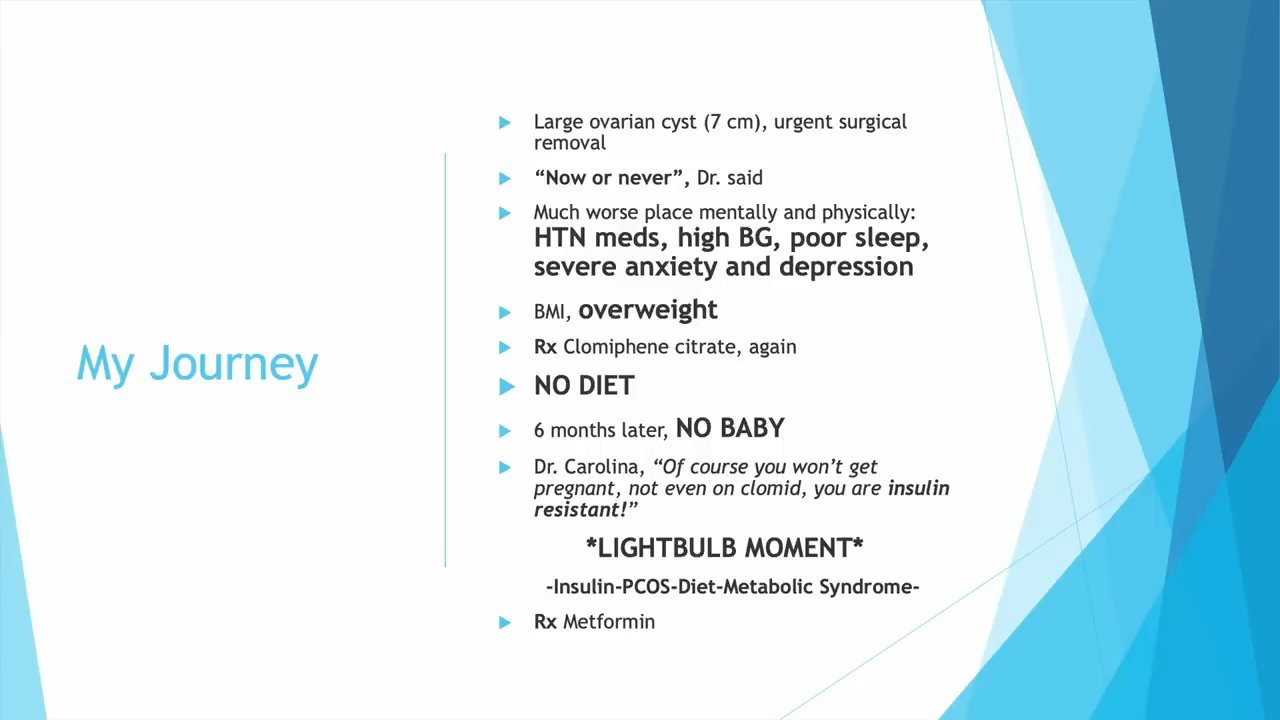 My Journey
Large ovarian cyst (7 cm), urgent surgical
removal
“Now or never”, Dr. said
Much worse place mentally and physically:
HTN meds, high BG, poor sleep,
severe anxiety and depression
BMI, overweight
Rx Clomiphene citrate, again
NO DIET
6 months later, NO BABY
Dr. Carolina, “Of course you won’t get
pregnant, not even on clomid, you are insulin
resistant!”
*LIGHTBULB MOMENT*
-Insulin-PCOS-Diet-Metabolic Syndrome-
Rx Metformin